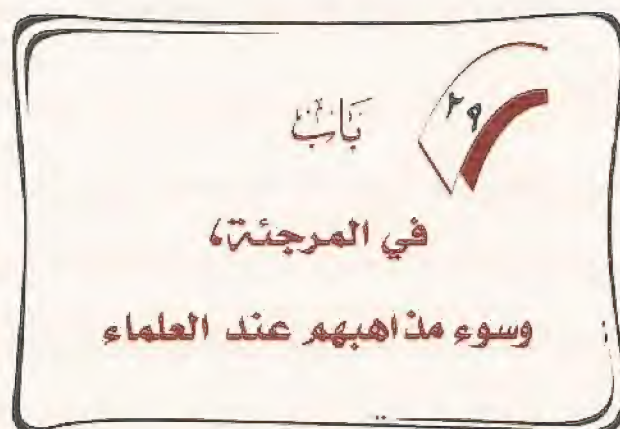 ٢٩
بَابٌ
في المرجئة،
وسوء مذاهبهم عند العلماء